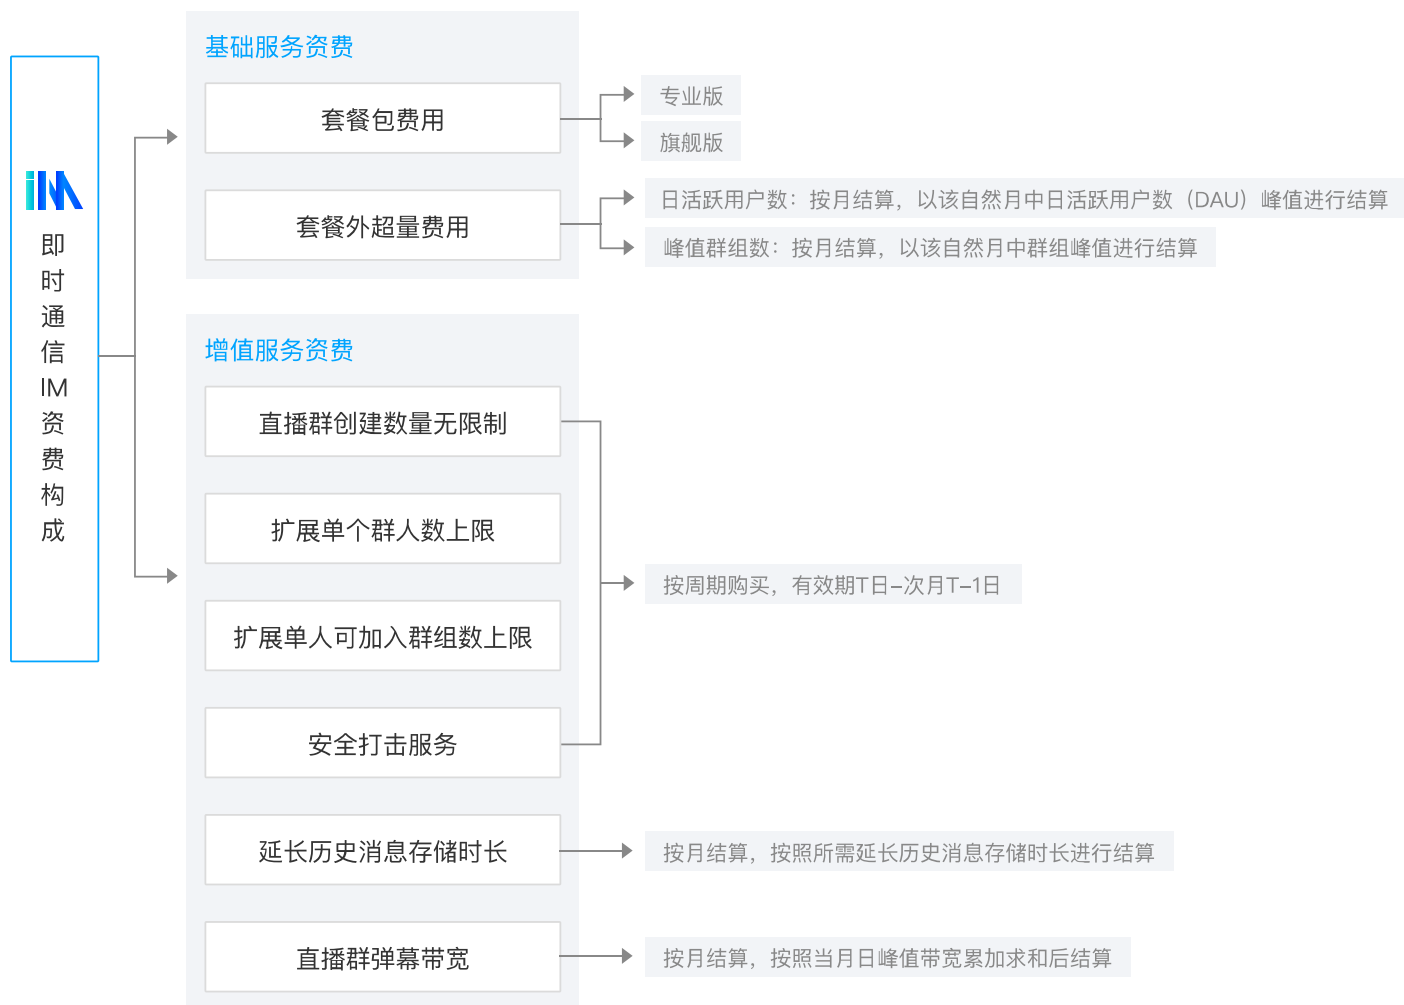 iM
即时通信IM资费构成
基础服务资费
套餐包费用
专业版
旗舰版
套餐外超量费用
日活跃用户数：按月结算，以该自然月中日活跃用户数（DAU）峰值进行结算
峰值群组数：按月结算，以该自然月中群组峰值进行结算
增值服务资费
直播群创建数量无限制
扩展单个群人数上限
扩展单人可加入群组数上限
安全打击服务
按周期购买，有效期T日-次月T-1日
延长历史消息存储时长
按月结算，按照所需延长历史消息存储时长进行结算
直播群弹幕带宽
按月结算，按照当月日峰值带宽累加求和后结算